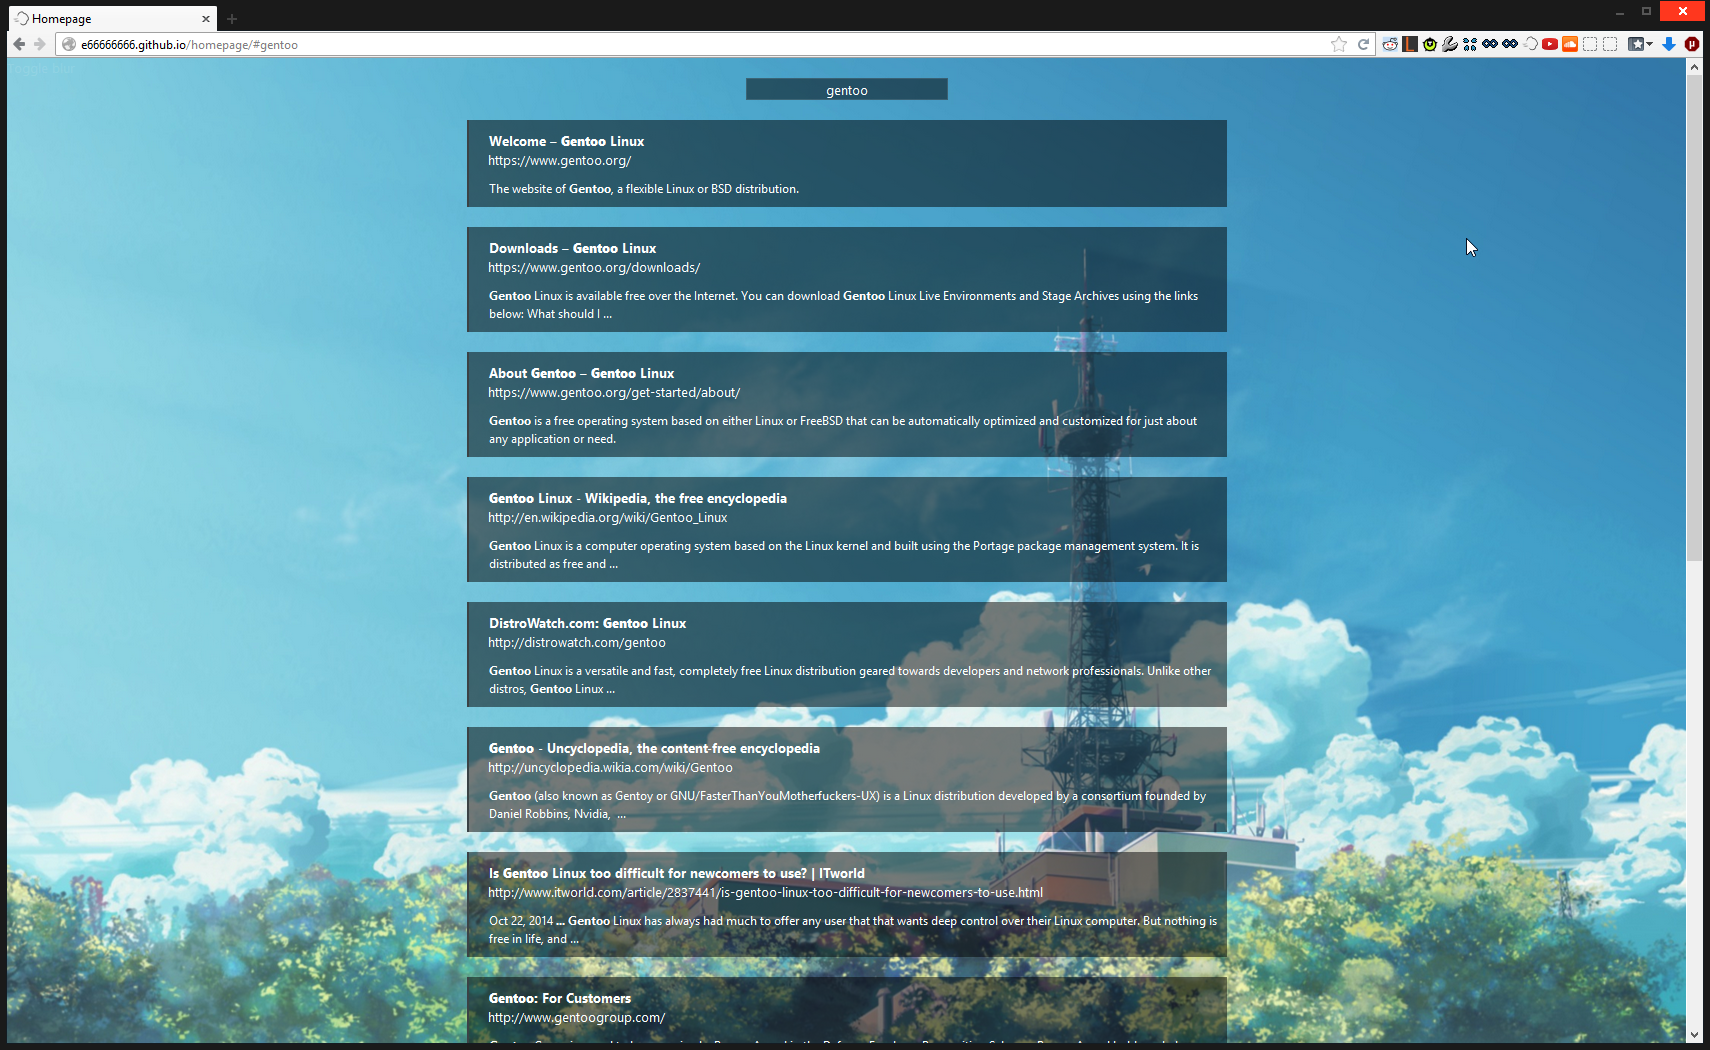 Homepage
e66666666.github.io/homepage/#gentoo
gentoo
Welcome – Gentoo Linux
https://www.gentoo.org/
The website of Gentoo, a flexible Linux or BSD distribution.
Downloads – Gentoo Linux
https://www.gentoo.org/downloads/
Gentoo Linux is available free over the Internet. You can download Gentoo Linux Live Environments and Stage Archives using the links
below: What should I ...
About Gentoo – Gentoo Linux
https://www.gentoo.org/get-started/about/
Gentoo is a free operating system based on either Linux or FreeBSD that can be automatically optimized and customized for just about
any application or need.
Gentoo Linux - Wikipedia, the free encyclopedia
http://en.wikipedia.org/wiki/Gentoo_Linux
Gentoo Linux is a computer operating system based on the Linux kernel and built using the Portage package management system. It is
distributed as free and ...
DistroWatch.com: Gentoo Linux
http://distrowatch.com/gentoo
Gentoo Linux is a versatile and fast, completely free Linux distribution geared towards developers and network professionals. Unlike other
distros, Gentoo Linux ...
Gentoo - Uncyclopedia, the content-free encyclopedia
http://uncyclopedia.wikia.com/wiki/Gentoo
Gentoo (also known as Gentoy or GNU/FasterThanYouMotherfuckers-UX) is a Linux distribution developed by a consortium founded by
Daniel Robbins, Nvidia, ...
Is Gentoo Linux too difficult for newcomers to use? | ITworld
http://www.itworld.com/article/2837441/is-gentoo-linux-too-difficult-for-newcomers-to-use.html
Oct 22, 2014 ... Gentoo Linux has always had much to offer any user that that wants deep control over their Linux computer. But nothing is
free in life, and ...
Gentoo: For Customers
http://www.gentoogroup.com/